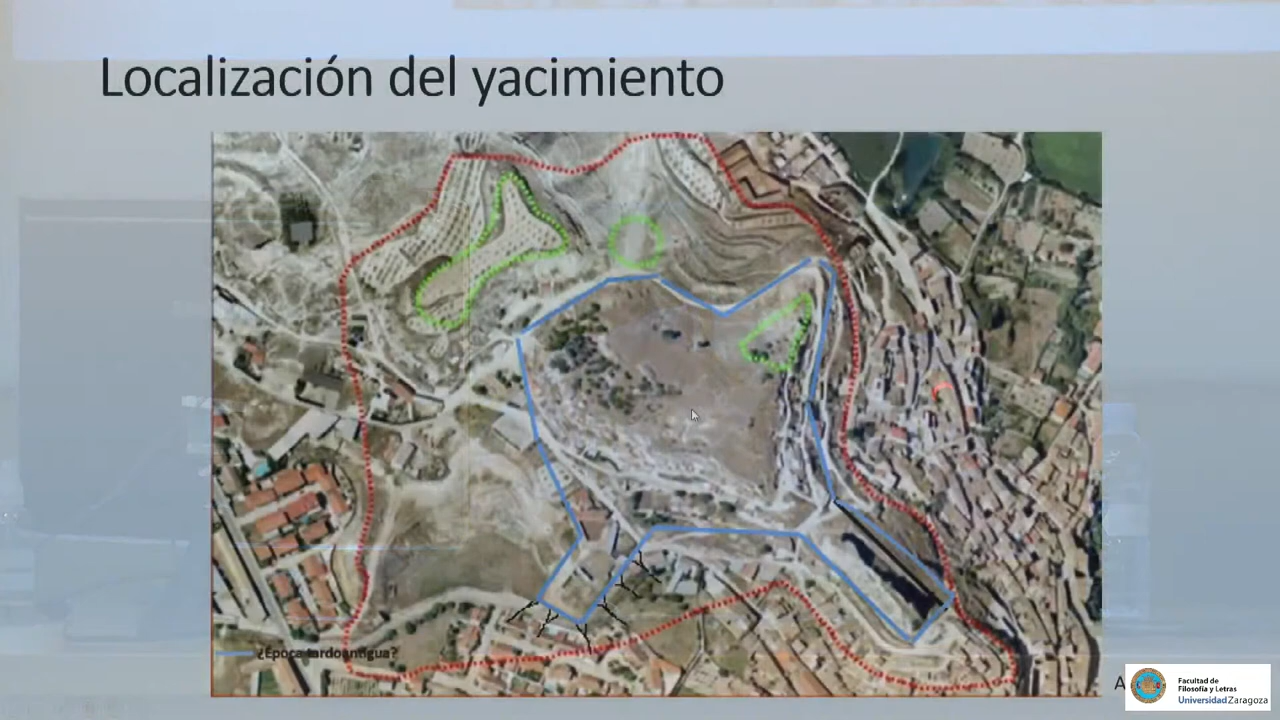 Localización del yacimiento
¿Época tardoantigua?
A
Facultad de
Filosofía y Letras
Universidad Zaragoza